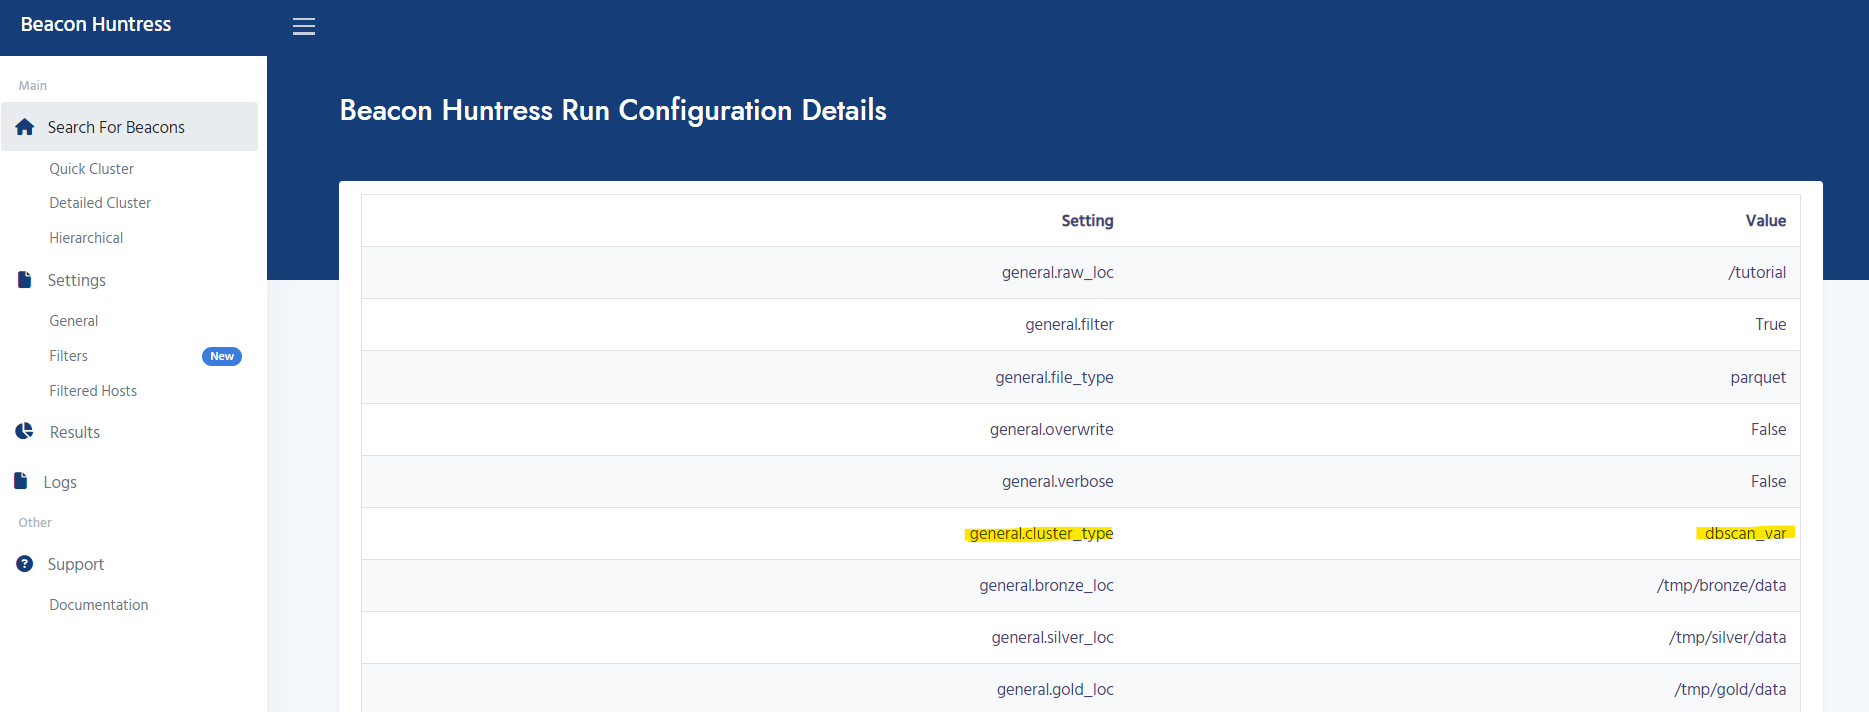 Beacon Huntress
Main
Search For Beacons
Quick Cluster
Detailed Cluster
Hierarchical
Settings
General
Filters New
Filtered Hosts
Results
Logs
Other
Support
Documentation
Beacon Huntress Run Configuration Details
Setting Value
general.raw_loc /tutorial
general.filter True
general.file_type parquet
general.overwrite False
general.verbose False
general.cluster_type dbscan_var
general.bronze_loc /tmp/bronze/data
general.silver_loc /tmp/silver/data
general.gold_loc /tmp/gold/data